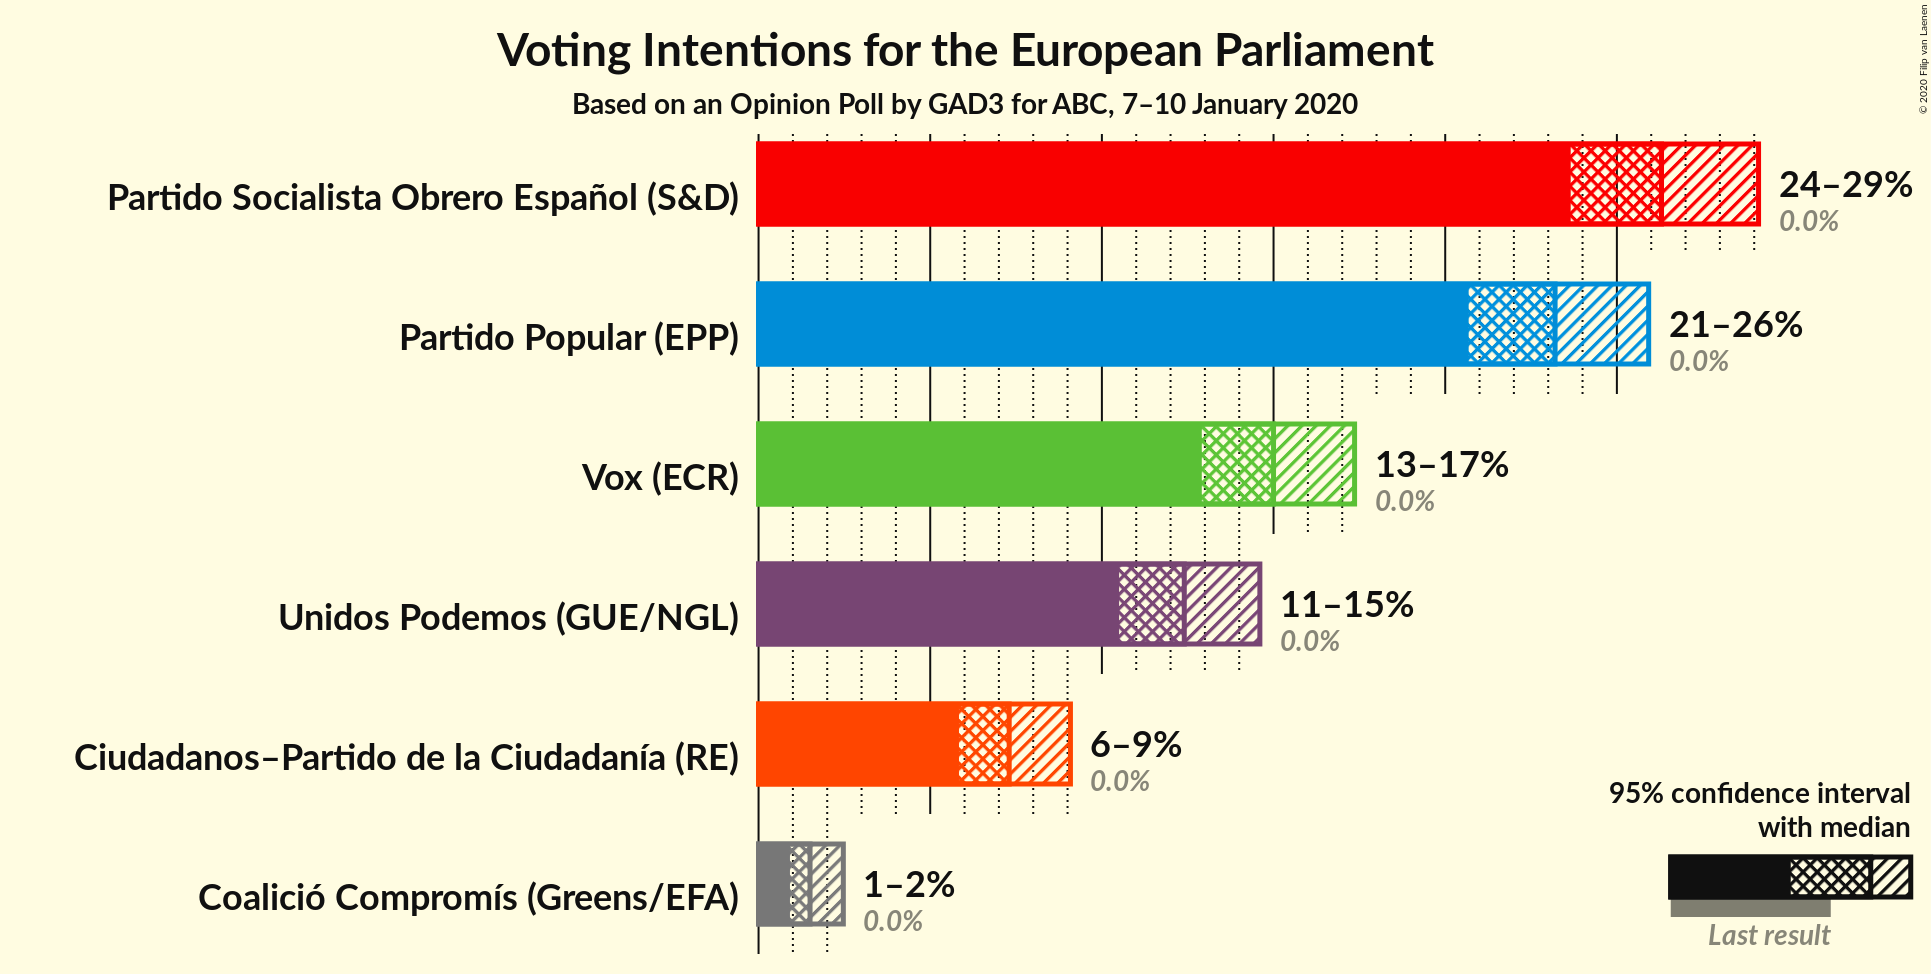 Voting Intentions for the European Parliament
Based on an Opinion Poll by GAD3 for ABC, 7–10 January 2020
© 2020 Filip van Laenen
Partido Socialista Obrero Español (S&D)
24–29%
0.0%
Partido Popular (EPP)
21–26%
0.0%
Vox (ECR)
13–17%
0.0%
Unidos Podemos (GUE/NGL)
11–15%
0.0%
Ciudadanos–Partido de la Ciudadanía (RE)
6–9%
0.0%
Coalició Compromís (Greens/EFA)
1–2%
0.0%
95% confidence interval
with median
Last result